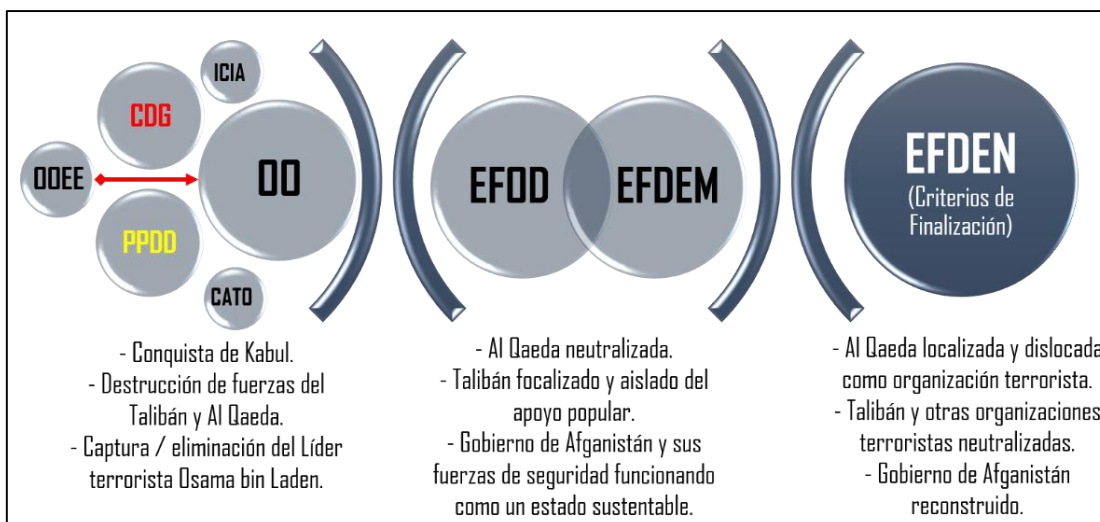 ICIA
CDG
OOEE
OO
PPDD
CATO
- Conquista de Kabul.
- Destrucción de fuerzas del
Talibán y Al Qaeda.
- Captura / eliminación del Líder
terrorista Osama bin Laden.
EFOD
EFDEM
- Al Qaeda neutralizada.
- Talibán focalizado y aislado del
apoyo popular.
- Gobierno de Afganistán y sus
fuerzas de seguridad funcionando
como un estado sustentable.
EFDEN
(Criterios de
Finalización)
- Al Qaeda localizada y dislocada
como organización terrorista.
- Talibán y otras organizaciones
terroristas neutralizadas.
- Gobierno de Afganistán
reconstruido.